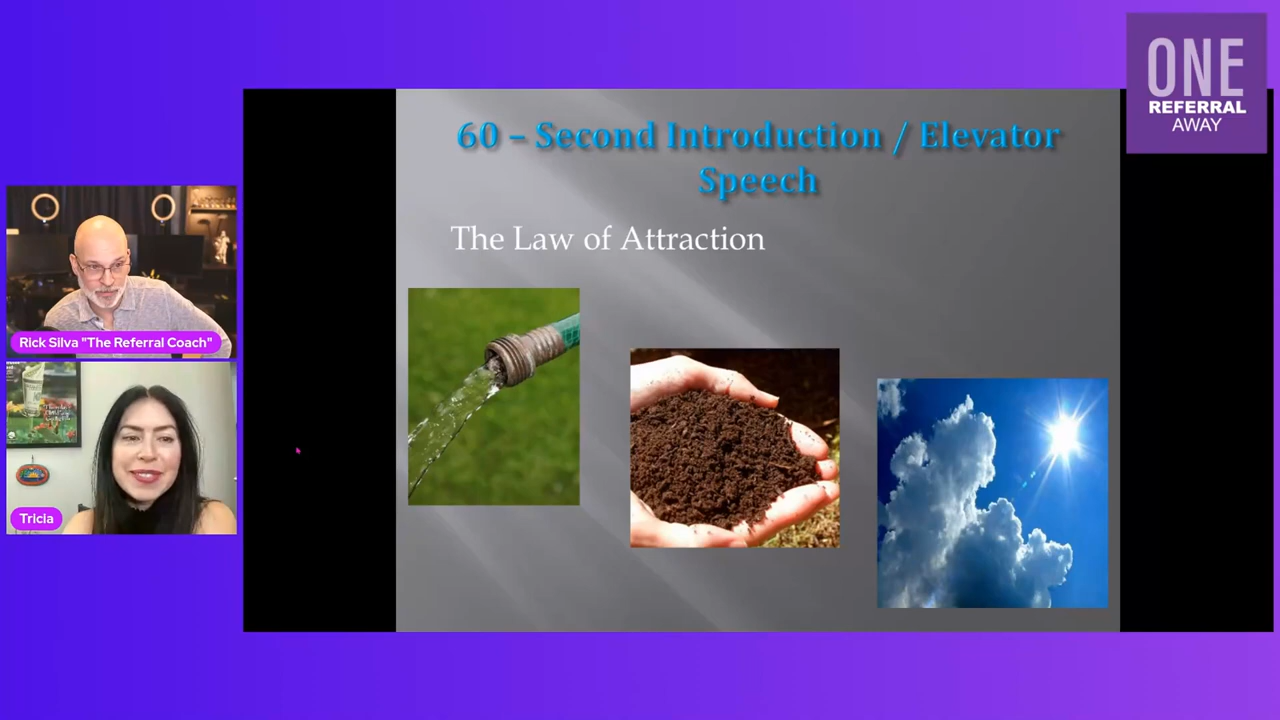 ONE
REFERRAL
AWAY
60 – Second Introduction / Elevator
Speech
The Law of Attraction
Rick Silva "The Referral Coach"
Tricia